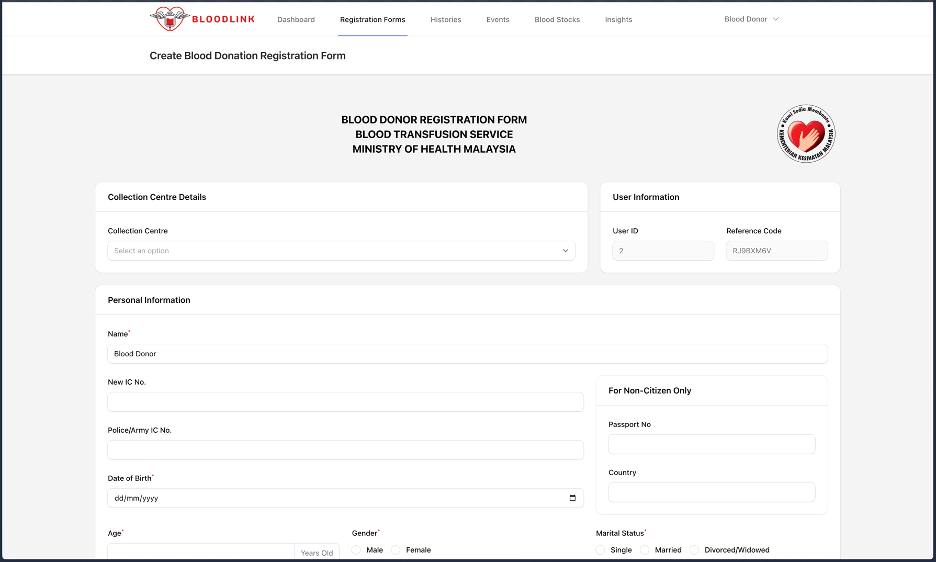 BLOODLINK Dashboard Registration Forms Histories Events Blood Stocks Insights Blood Donor
Create Blood Donation Registration Form
BLOOD DONOR REGISTRATION FORM
BLOOD TRANSFUSION SERVICE
MINISTRY OF HEALTH MALAYSIA
Kami Sedia Membantu
KEMENTERIAN KESIHATAN MALAYSIA
Collection Centre Details
Collection Centre
Select an option
User Information
User ID Reference Code
2 RJ9BXM6V
Personal Information
Name*
Blood Donor
New IC No.
Police/Army IC No.
Date of Birth*
dd/mm/yyyy
For Non-Citizen Only
Passport No
Country
Age* Gender* Marital Status*
Years Old Male Female Single Married Divorced/Widowed